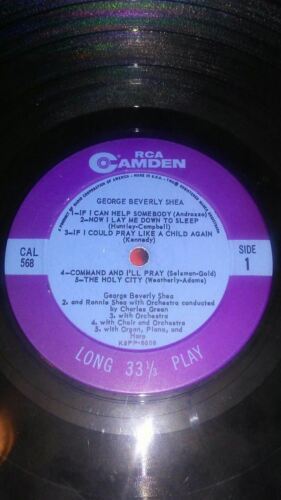 RCA
CAMDEN
GEORGE BEVERLY SHEA
1-IF I CAN HELP SOMEBODY (Androzzo)
2-NOW I LAY ME DOWN TO SLEEP
(Huntley-Campbell)
3-IF I COULD PRAY LIKE A CHILD AGAIN
(Kennedy)
CAL
568
SIDE
1
4-COMMAND AND I'LL PRAY (Seleman-Gold)
5-THE HOLY CITY (Weatherly-Adams)
George Beverly Shea
2. and Ronnie Shea with Orchestra conducted
by Charles Green
3. with Orchestra
4. with Choir and Orchestra
5. with Organ, Piano, and
Harp
LONG 33⅓ PLAY